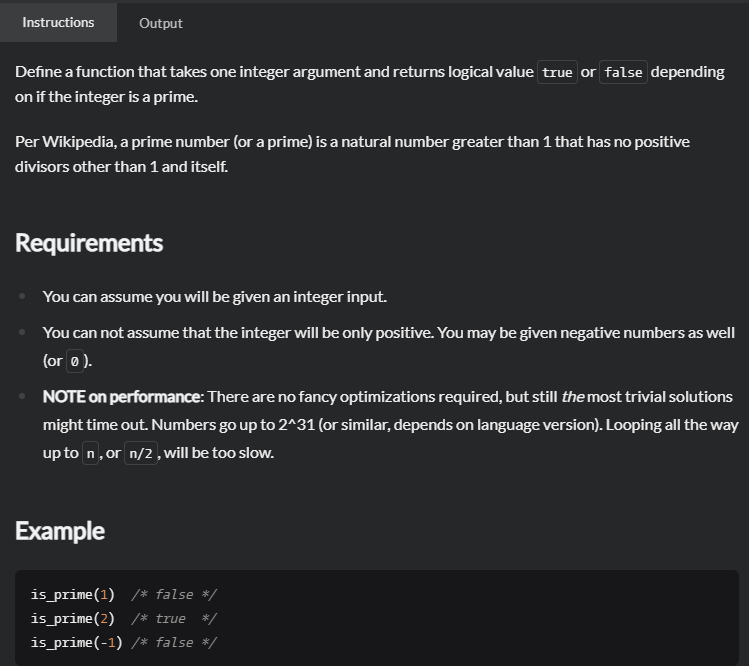 Instructions
Output
Define a function that takes one integer argument and returns logical value true or false depending
on if the integer is a prime.
Per Wikipedia, a prime number (or a prime) is a natural number greater than 1 that has no positive
divisors other than 1 and itself.
Requirements
You can assume you will be given an integer input.
You can not assume that the integer will be only positive. You may be given negative numbers as well
(or 0).
NOTE on performance: There are no fancy optimizations required, but still the most trivial solutions
might time out. Numbers go up to 2^31 (or similar, depends on language version). Looping all the way
up to n, or n/2, will be too slow.
Example
is_prime(1)  /* false */
is_prime(2)  /* true  */
is_prime(-1) /* false */